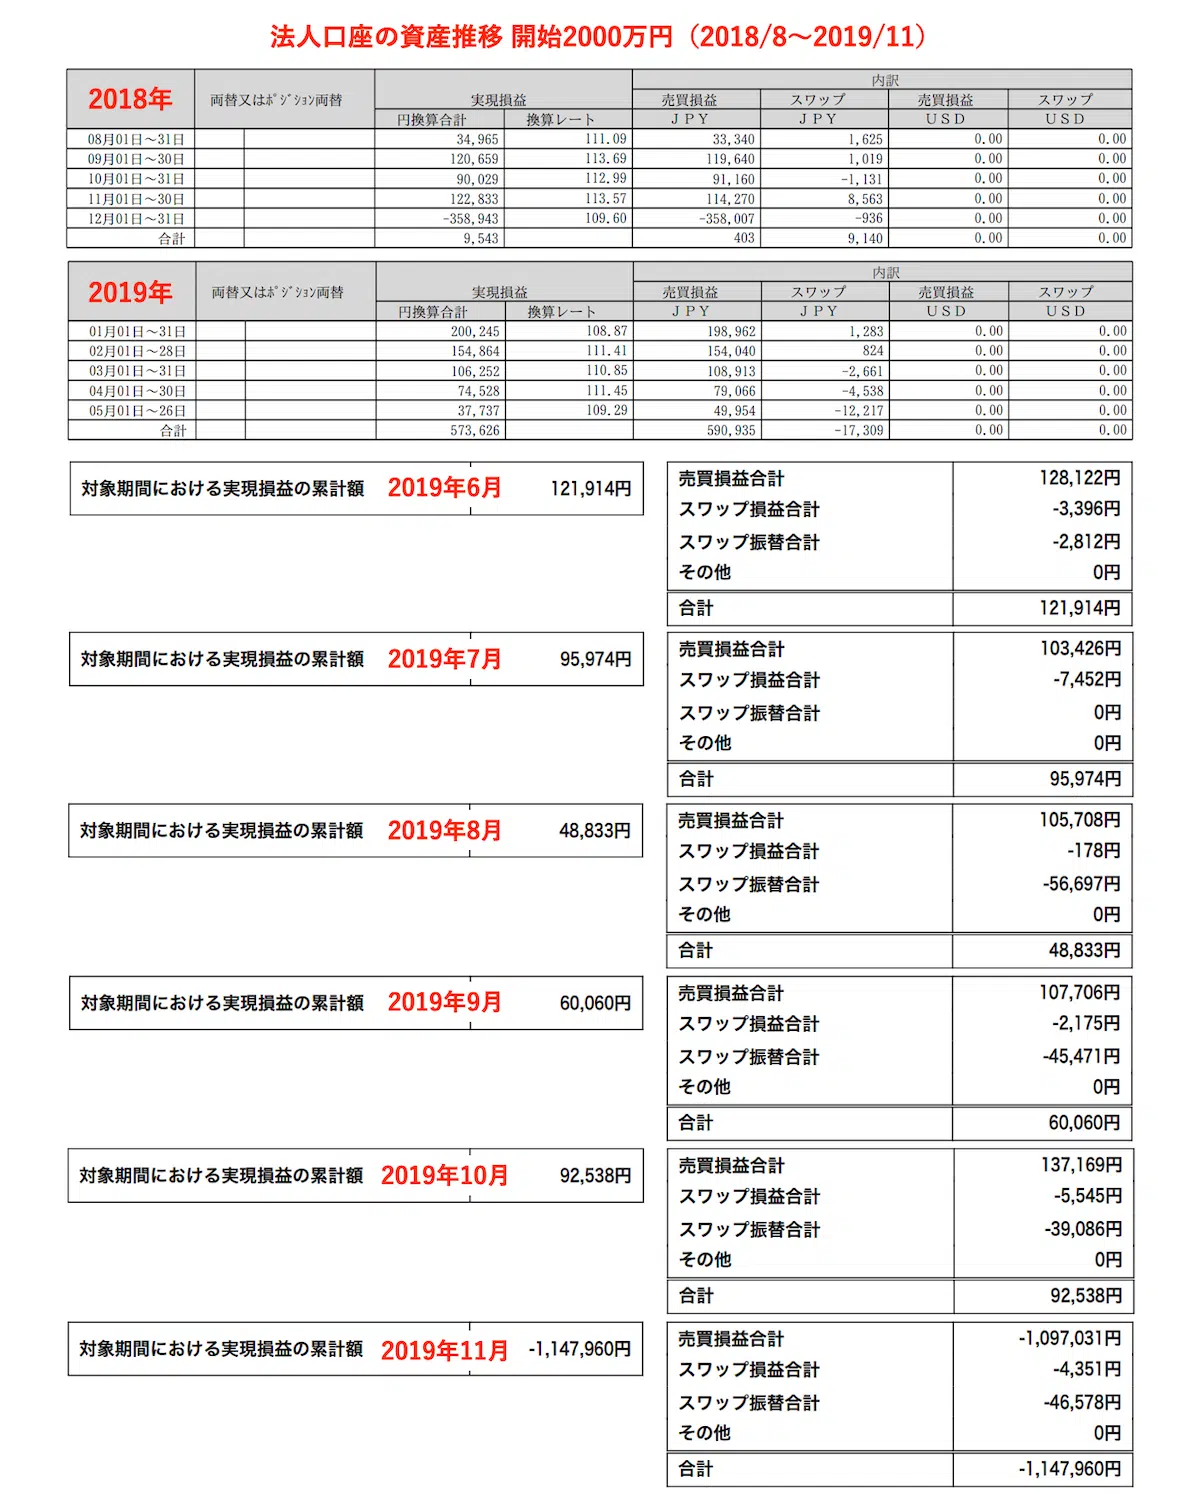 法人口座の資産推移 開始2000万円（2018/8〜2019/11）
2018年 両替又はﾎﾟｼﾞｼｮﾝ両替 実現損益 内訳
売買損益 スワップ 売買損益 スワップ
円換算合計 換算レート ＪＰＹ ＪＰＹ ＵＳＤ ＵＳＤ
08月01日～31日 34,965 111.09 33,340 1,625 0.00 0.00
09月01日～30日 120,659 113.69 119,640 1,019 0.00 0.00
10月01日～31日 90,029 112.99 91,160 -1,131 0.00 0.00
11月01日～30日 122,833 113.57 114,270 8,563 0.00 0.00
12月01日～31日 -358,943 109.60 -358,007 -936 0.00 0.00
合計 9,543 403 9,140 0.00 0.00
2019年 両替又はﾎﾟｼﾞｼｮﾝ両替 実現損益 内訳
売買損益 スワップ 売買損益 スワップ
円換算合計 換算レート ＪＰＹ ＪＰＹ ＵＳＤ ＵＳＤ
01月01日～31日 200,245 108.87 198,962 1,283 0.00 0.00
02月01日～28日 154,864 111.41 154,040 824 0.00 0.00
03月01日～31日 106,252 110.85 108,913 -2,661 0.00 0.00
04月01日～30日 74,528 111.45 79,066 -4,538 0.00 0.00
05月01日～26日 37,737 109.29 49,954 -12,217 0.00 0.00
合計 573,626 590,935 -17,309 0.00 0.00
対象期間における実現損益の累計額 2019年6月 121,914円
売買損益合計 128,122円
スワップ損益合計 -3,396円
スワップ振替合計 -2,812円
その他 0円
合計 121,914円
対象期間における実現損益の累計額 2019年7月 95,974円
売買損益合計 103,426円
スワップ損益合計 -7,452円
スワップ振替合計 0円
その他 0円
合計 95,974円
対象期間における実現損益の累計額 2019年8月 48,833円
売買損益合計 105,708円
スワップ損益合計 -178円
スワップ振替合計 -56,697円
その他 0円
合計 48,833円
対象期間における実現損益の累計額 2019年9月 60,060円
売買損益合計 107,706円
スワップ損益合計 -2,175円
スワップ振替合計 -45,471円
その他 0円
合計 60,060円
対象期間における実現損益の累計額 2019年10月 92,538円
売買損益合計 137,169円
スワップ損益合計 -5,545円
スワップ振替合計 -39,086円
その他 0円
合計 92,538円
対象期間における実現損益の累計額 2019年11月 -1,147,960円
売買損益合計 -1,097,031円
スワップ損益合計 -4,351円
スワップ振替合計 -46,578円
その他 0円
合計 -1,147,960円